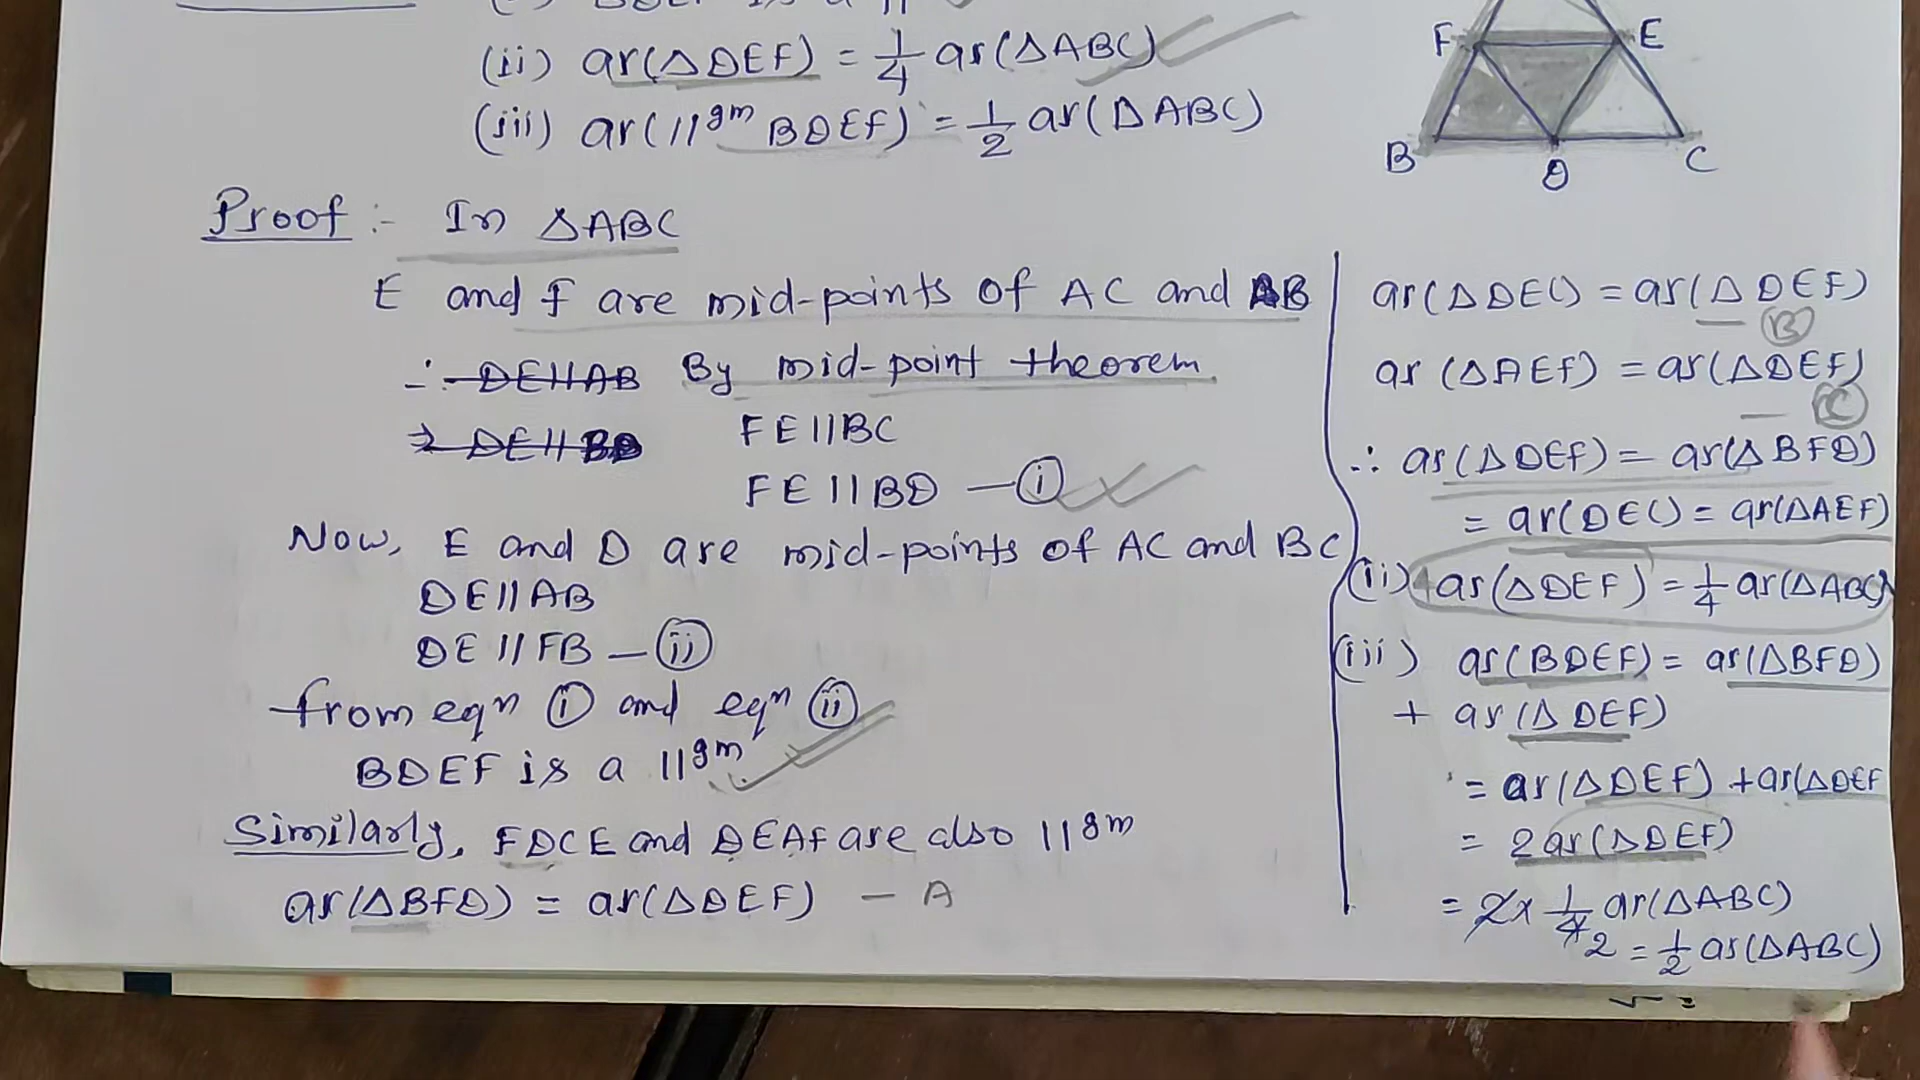 (ii) ar(△DEF) = 1/4 ar(△ABC)
(iii) ar(||gm BDEF) = 1/2 ar(△ABC)
F E
B D C
Proof :- In △ABC
E and F are mid-points of AC and AB
∴ DE||AB By mid-point theorem
⇒ DE||BD FE||BC
FE||BD —(i)
Now, E and D are mid-points of AC and BC
DE||AB
DE||FB —(ii)
from eqn (i) and eqn (ii)
BDEF is a ||gm.
Similarly, FDCE and DEAF are also ||gm
ar(△BFD) = ar(△DEF) — A
ar(△DEC) = ar(△DEF)
(B)
ar(△AEF) = ar(△DEF)
(C)
∴ ar(△DEF) = ar(△BFD)
= ar(DEC) = ar(△AEF)
(ii) ar(△DEF) = 1/4 ar(△ABC)
(iii) ar(BDEF) = ar(△BFD)
+ ar(△DEF)
= ar(△DEF) + ar(△DEF
= 2ar(△DEF)
= 2× 1/4 ar(△ABC)
2 = 1/2 ar(△ABC)